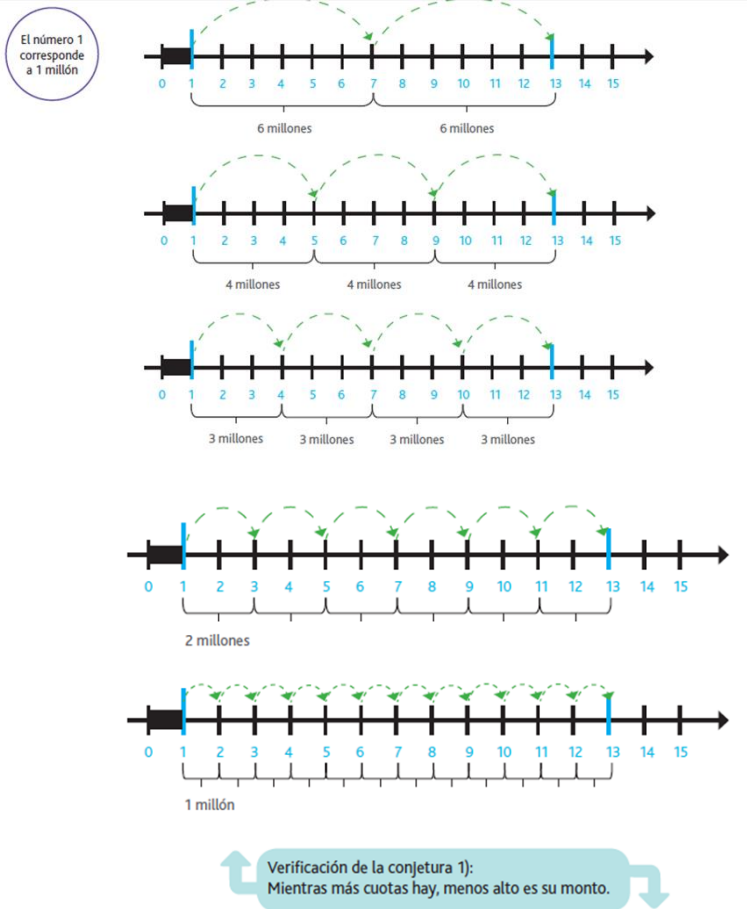 El número 1
corresponde
a 1 millón
0 1 2 3 4 5 6 7 8 9 10 11 12 13 14 15
6 millones 6 millones
0 1 2 3 4 5 6 7 8 9 10 11 12 13 14 15
4 millones 4 millones 4 millones
0 1 2 3 4 5 6 7 8 9 10 11 12 13 14 15
3 millones 3 millones 3 millones 3 millones
0 1 2 3 4 5 6 7 8 9 10 11 12 13 14 15
2 millones
0 1 2 3 4 5 6 7 8 9 10 11 12 13 14 15
1 millón
Verificación de la conjetura 1):
Mientras más cuotas hay, menos alto es su monto.